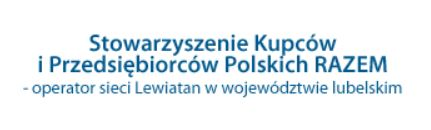 Stowarzyszenie Kupców
i Przedsiębiorców Polskich RAZEM
- operator sieci Lewiatan w województwie lubelskim